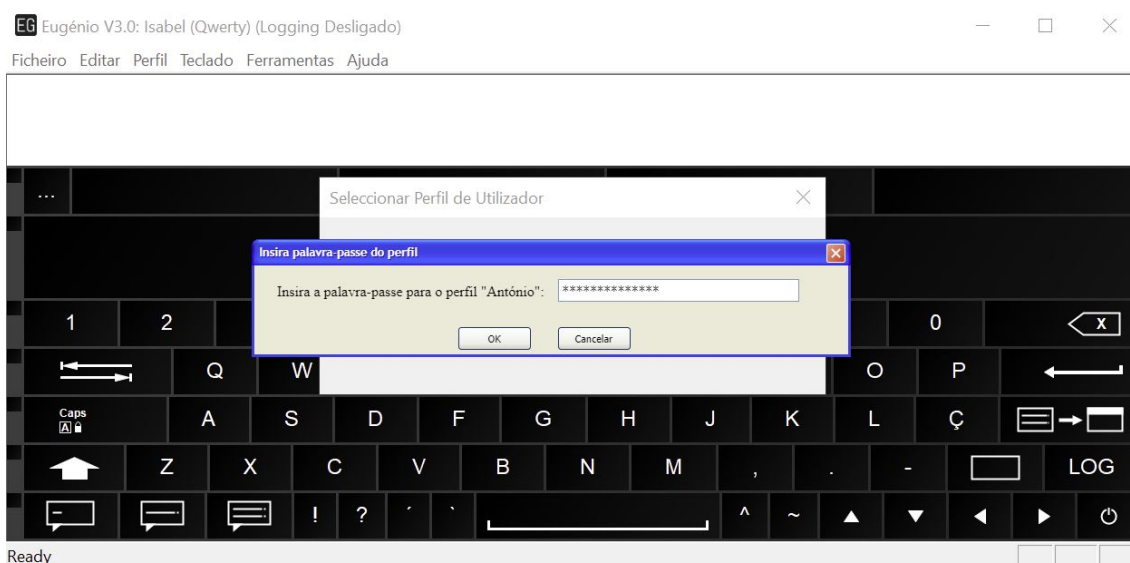 EG Eugénio V3.0: Isabel (Qwerty) (Logging Desligado)
Ficheiro Editar Perfil Teclado Ferramentas Ajuda
...
Seleccionar Perfil de Utilizador
Insira palavra-passe do perfil
Insira a palavra-passe para o perfil "António": **************
OK Cancelar
1 2 0 X
Q W O P
Caps A A S D F G H J K L Ç
Z X C V B N M , . - LOG
! ? ´ ` ^ ~
Ready